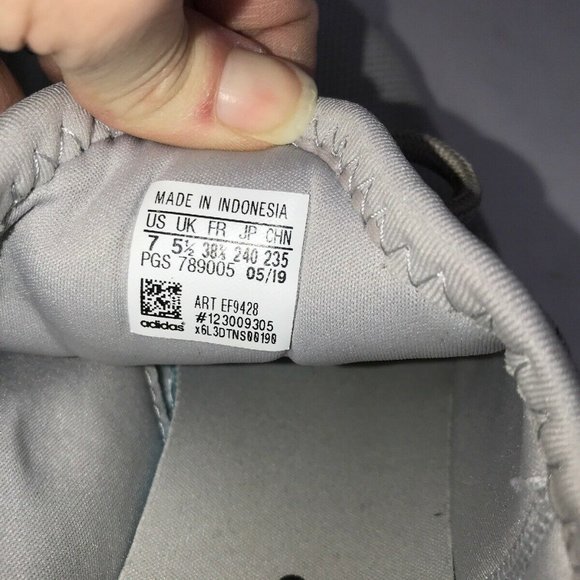 MADE IN INDONESIA
US UK FR JP CHN
7 5½ 38⅔ 240 235
PGS 789005 05/19
ART EF9428
#123009305
adidas x6L3DTNS00190